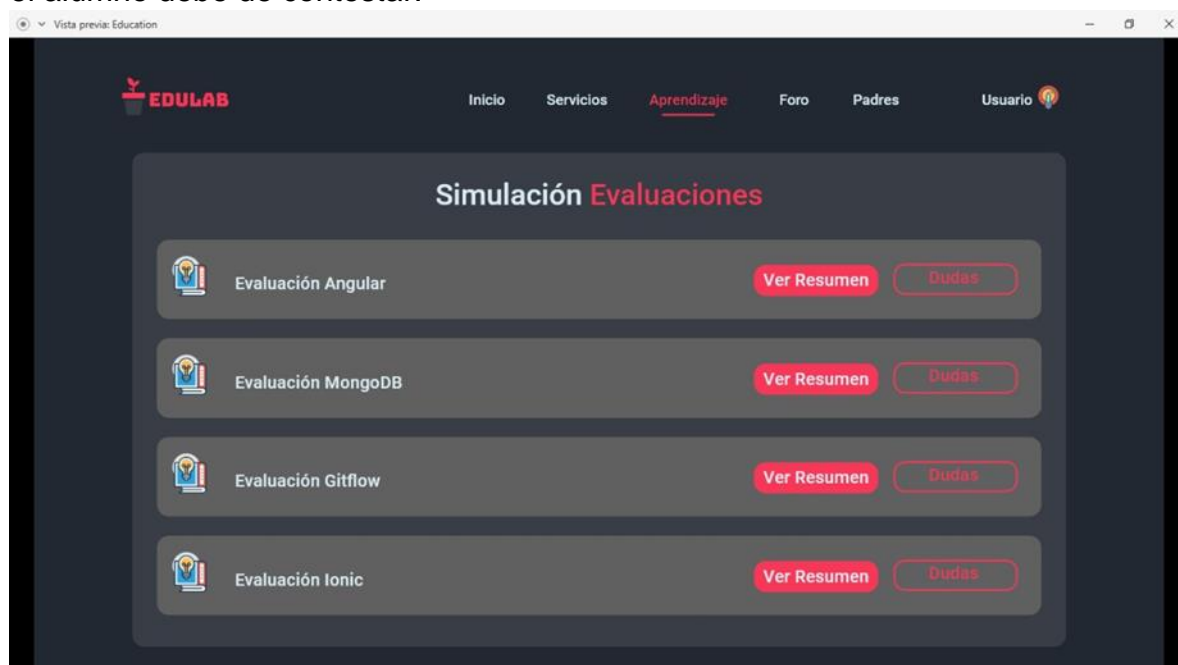 el alumno debe de contestar.
Vista previa: Education
EDULAB
Inicio Servicios Aprendizaje Foro Padres Usuario
Simulación Evaluaciones
Evaluación Angular Ver Resumen Dudas
Evaluación MongoDB Ver Resumen Dudas
Evaluación Gitflow Ver Resumen Dudas
Evaluación Ionic Ver Resumen Dudas